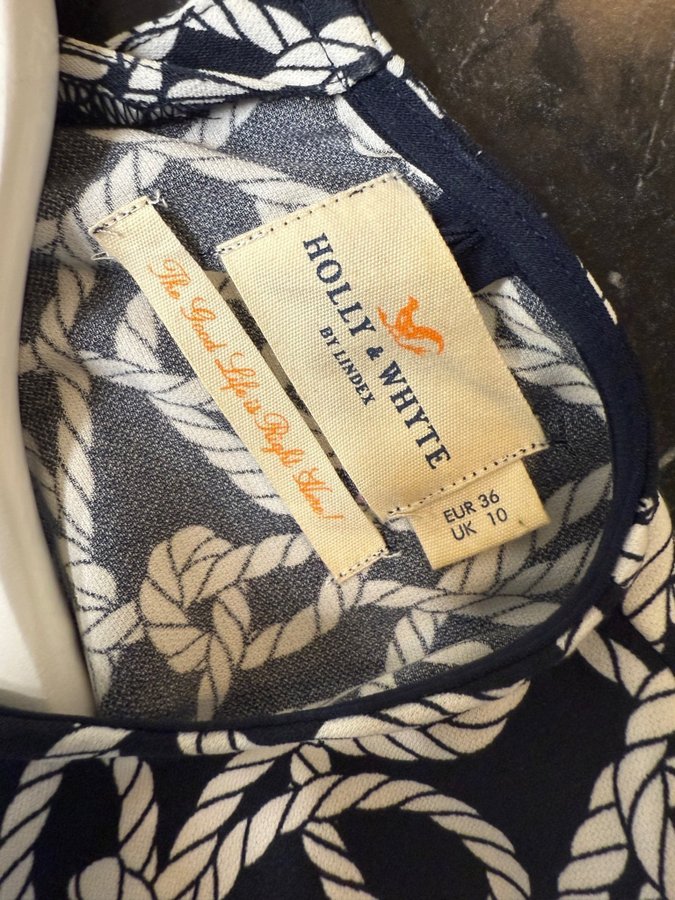 The Good Life is Right Here!
HOLLY & WHYTE
BY LINDEX
EUR 36
UK 10